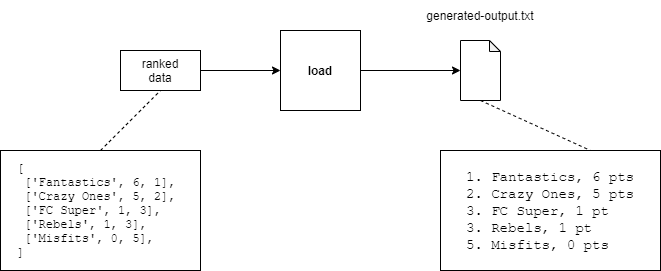 generated-output.txt
ranked
data
load
[
['Fantastics', 6, 1],
['Crazy Ones', 5, 2],
['FC Super', 1, 3],
['Rebels', 1, 3],
['Misfits', 0, 5],
]
1. Fantastics, 6 pts
2. Crazy Ones, 5 pts
3. FC Super, 1 pt
3. Rebels, 1 pt
5. Misfits, 0 pts